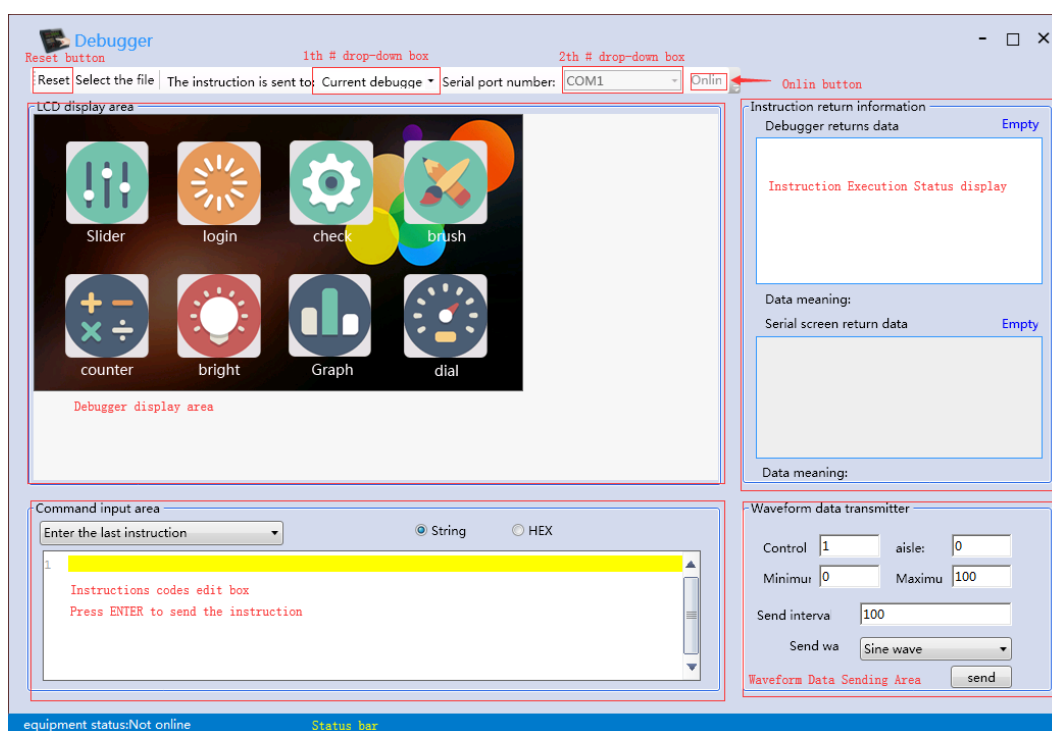 Debugger
Reset button
1th # drop-down box
2th # drop-down box
Reset Select the file The instruction is sent to: Current debugge Serial port number: COM1 Onlin
Onlin button
LCD display area
Slider login check brush
counter bright Graph dial
Debugger display area
Instruction return information
Debugger returns data Empty
Instruction Execution Status display
Data meaning:
Serial screen return data Empty
Data meaning:
Command input area
Enter the last instruction String HEX
1
Instructions codes edit box
Press ENTER to send the instruction
Waveform data transmitter
Control 1 aisle: 0
Minimur 0 Maximu 100
Send interva 100
Send wa Sine wave
Waveform Data Sending Area send
equipment status:Not online Status bar